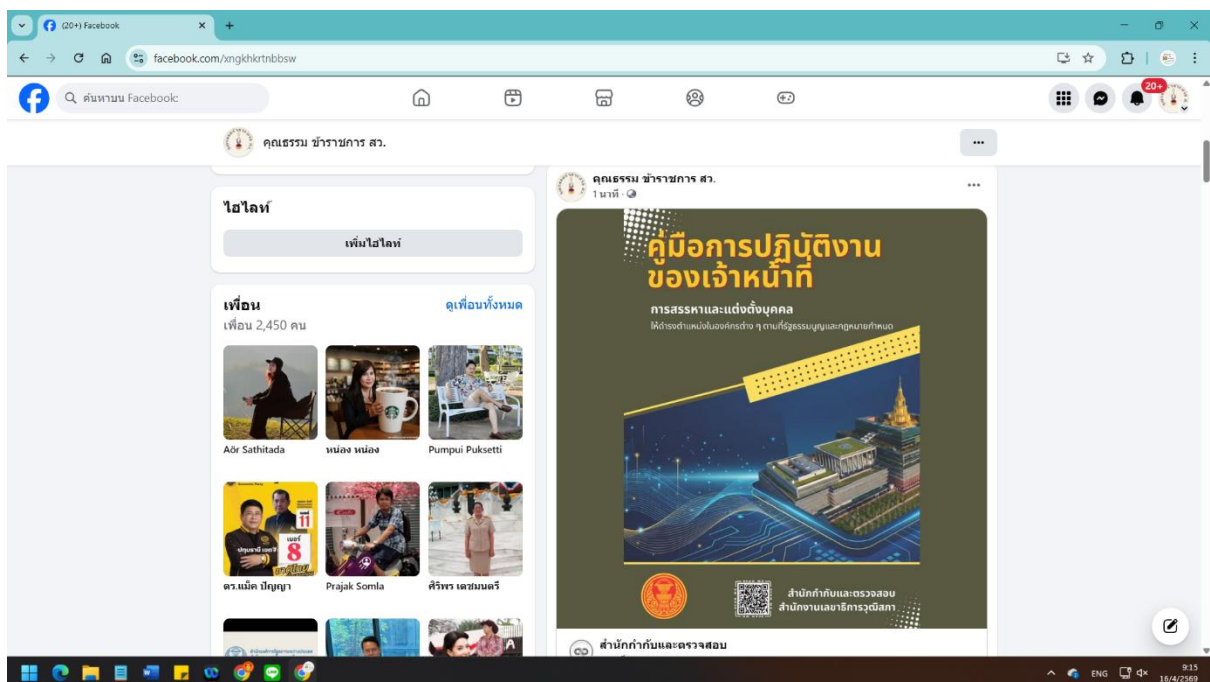 (20+) Facebook
facebook.com/xngkhkrtnbbsw
ค้นหาบน Facebook:
20+
คุณธรรม ข้าราชการ สว.
ไฮไลท์
เพิ่มไฮไลท์
เพื่อน
ดูเพื่อนทั้งหมด
เพื่อน 2,450 คน
Aör Sathitada
หน่อง หน่อง
Pumpui Puksetti
11
เบอร์
8
ดร.แม็ค ปัญญา
Prajak Somla
ศิริพร เดชมนตรี
คุณธรรม ข้าราชการ สว.
1 นาที ·
คู่มือการปฏิบัติงาน
ของเจ้าหน้าที่
การสรรหาและแต่งตั้งบุคคล
ให้ดำรงตำแหน่งในองค์กรต่าง ๆ ตามที่รัฐธรรมนูญและกฎหมายกำหนด
สำนักกำกับและตรวจสอบ
สำนักงานเลขาธิการวุฒิสภา
สำนักกำกับและตรวจสอบ
ENG
9:15
16/4/2569